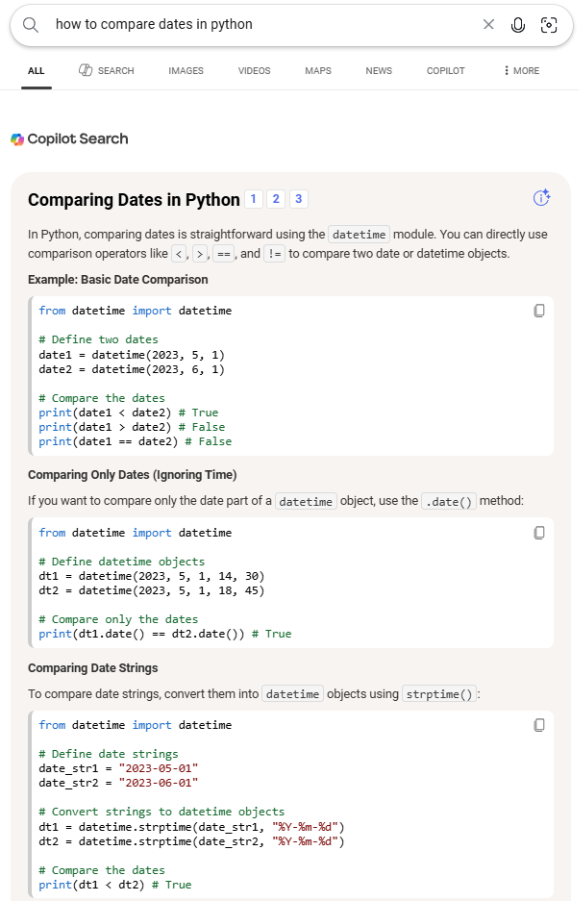 how to compare dates in python
ALL SEARCH IMAGES VIDEOS MAPS NEWS COPILOT MORE
Copilot Search
Comparing Dates in Python 1 2 3
In Python, comparing dates is straightforward using the datetime module. You can directly use
comparison operators like <, >, ==, and != to compare two date or datetime objects.
Example: Basic Date Comparison
from datetime import datetime
# Define two dates
date1 = datetime(2023, 5, 1)
date2 = datetime(2023, 6, 1)
# Compare the dates
print(date1 < date2) # True
print(date1 > date2) # False
print(date1 == date2) # False
Comparing Only Dates (Ignoring Time)
If you want to compare only the date part of a datetime object, use the .date() method:
from datetime import datetime
# Define datetime objects
dt1 = datetime(2023, 5, 1, 14, 30)
dt2 = datetime(2023, 5, 1, 18, 45)
# Compare only the dates
print(dt1.date() == dt2.date()) # True
Comparing Date Strings
To compare date strings, convert them into datetime objects using strptime():
from datetime import datetime
# Define date strings
date_str1 = "2023-05-01"
date_str2 = "2023-06-01"
# Convert strings to datetime objects
dt1 = datetime.strptime(date_str1, "%Y-%m-%d")
dt2 = datetime.strptime(date_str2, "%Y-%m-%d")
# Compare the dates
print(dt1 < dt2) # True